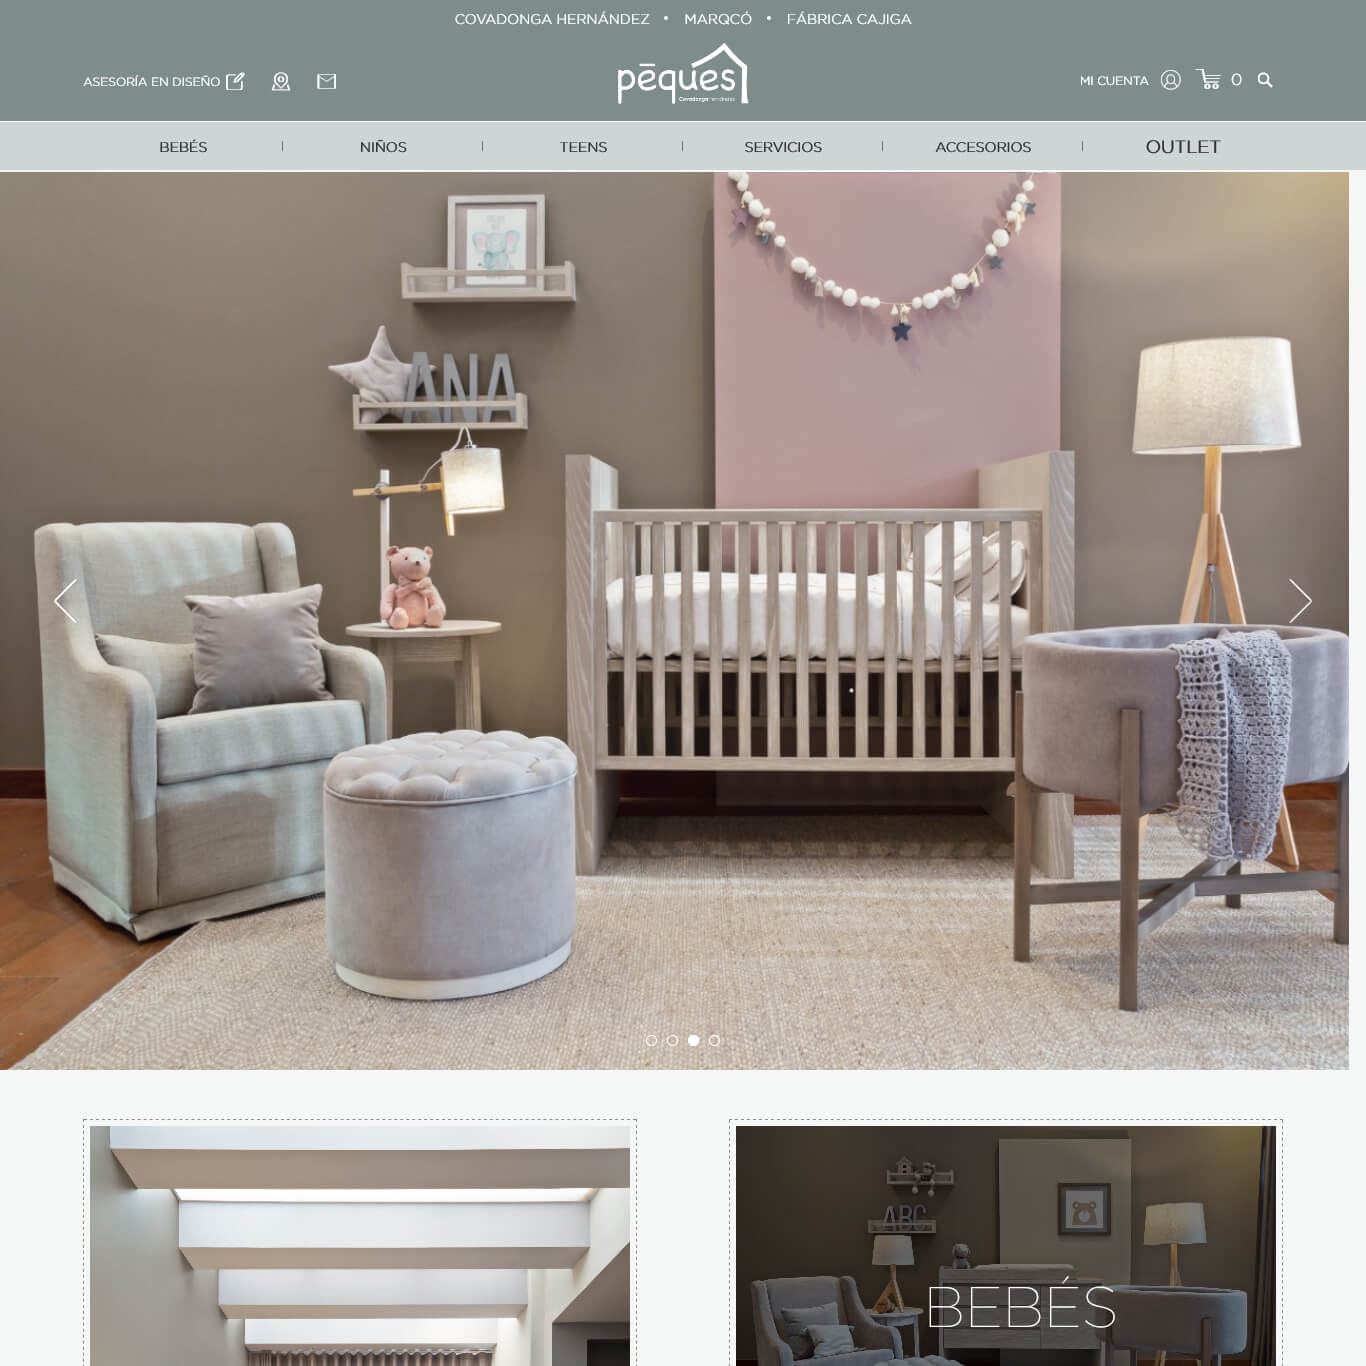 COVADONGA HERNÁNDEZ • MARQCÓ • FÁBRICA CAJIGA
ASESORÍA EN DISEÑO
pēques
Covadonga Hernández
MI CUENTA 0
BEBÉS | NIÑOS | TEENS | SERVICIOS | ACCESORIOS | OUTLET
ANA
ABC
BEBÉS